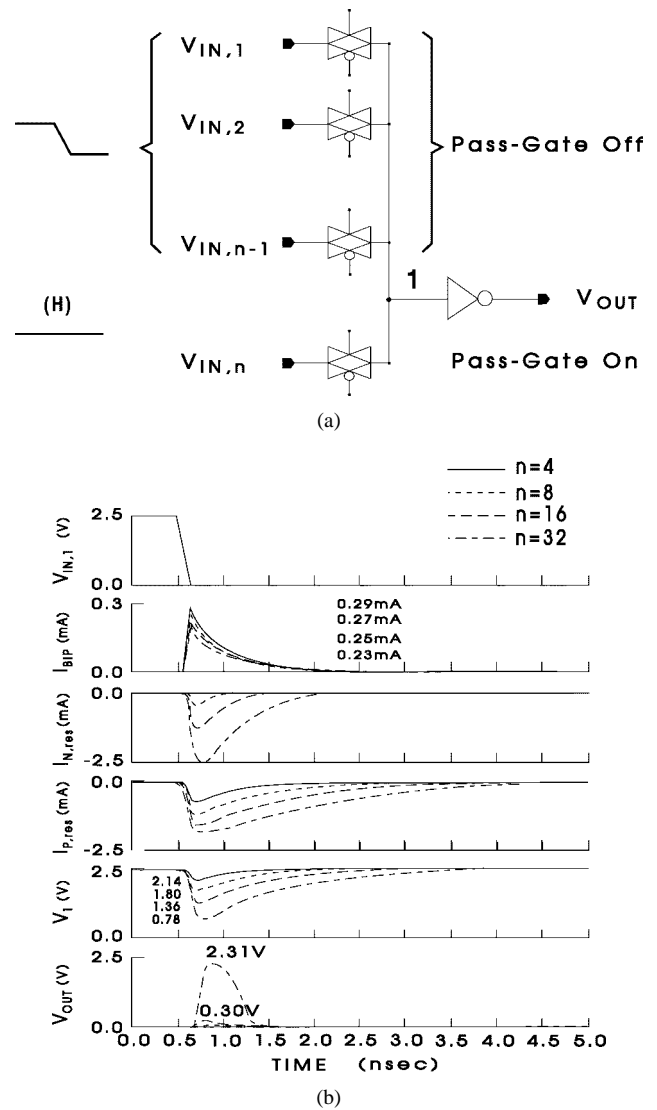 V_IN,1
V_IN,2
Pass-Gate Off
V_IN,n-1
1
(H)
V_OUT
V_IN,n
Pass-Gate On
(a)
n=4
n=8
n=16
n=32
2.5
V_IN,1 (V)
0.0
0.3
0.29mA
0.27mA
0.25mA
0.23mA
I_BIP (mA)
0.0
0.0
I_N,res (mA)
-2.5
0.0
I_P,res (mA)
-2.5
2.5
2.14
1.80
1.36
0.78
V_1 (V)
0.0
2.5
2.31V
V_OUT (V)
0.30V
0.0
0.0 0.5 1.0 1.5 2.0 2.5 3.0 3.5 4.0 4.5 5.0
TIME (nsec)
(b)